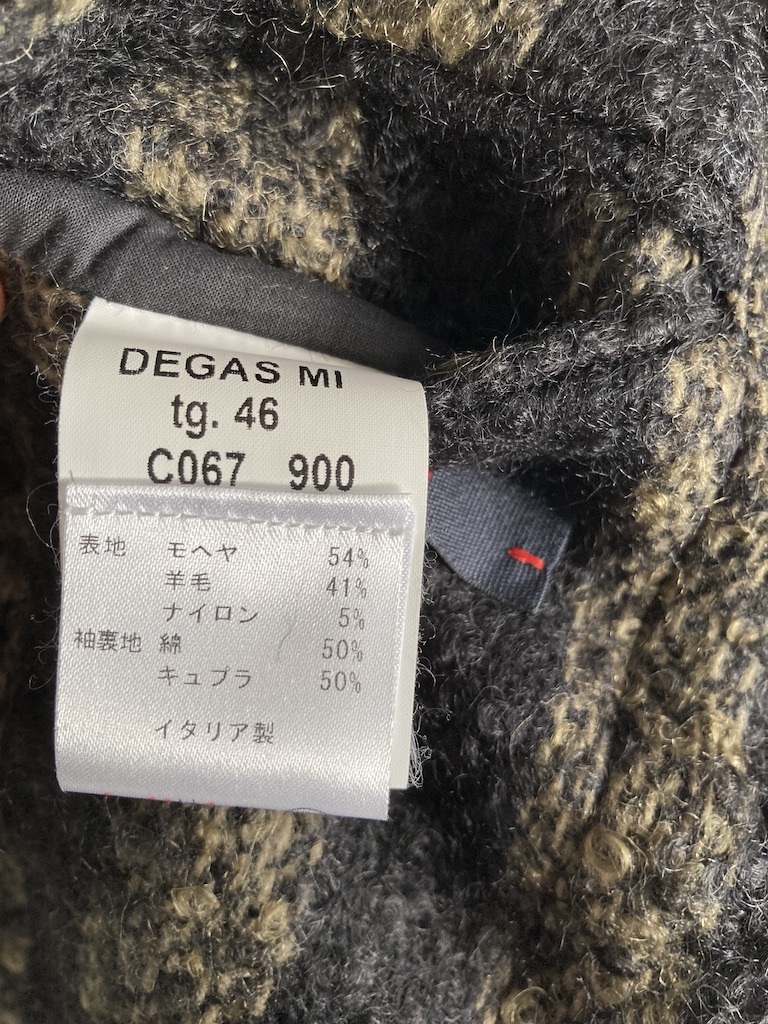 DEGAS MI
tg. 46
C067 900
表地 モヘヤ 54%
羊毛 41%
ナイロン 5%
袖裏地 綿 50%
キュプラ 50%
イタリア製